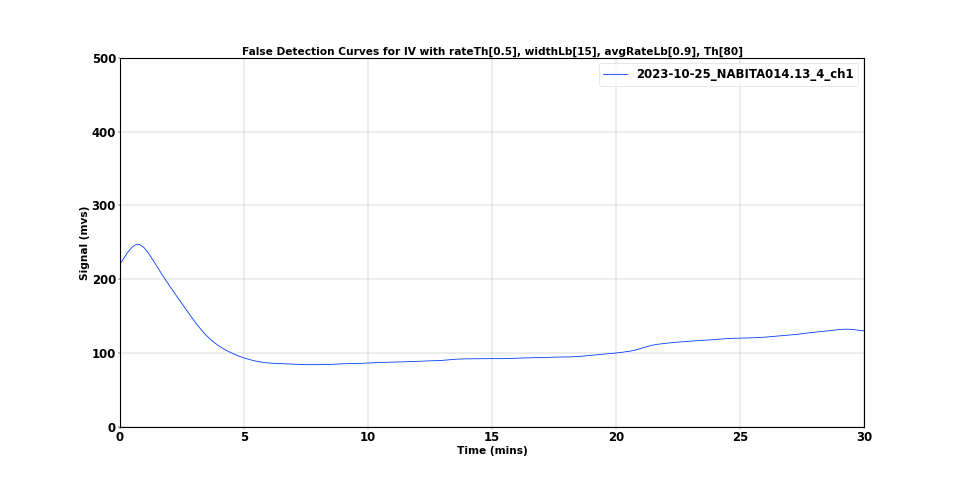 False Detection Curves for IV with rateTh[0.5], widthLb[15], avgRateLb[0.9], Th[80]
2023-10-25_NABITA014.13_4_ch1
500
400
300
200
100
0
Signal (mvs)
0 5 10 15 20 25 30
Time (mins)